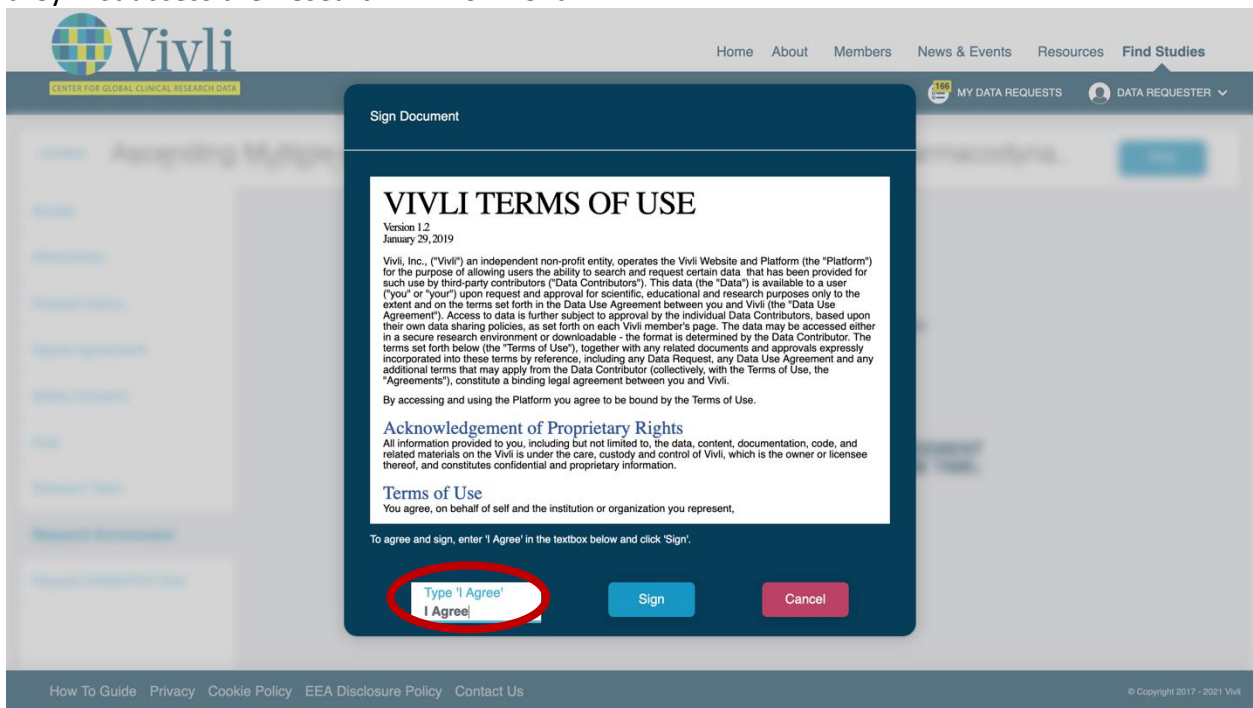 Vivli
CENTER FOR GLOBAL CLINICAL RESEARCH DATA
Home About Members News & Events Resources Find Studies
166 MY DATA REQUESTS DATA REQUESTER
Sign Document
VIVLI TERMS OF USE
Version 1.2
January 29, 2019
Vivli, Inc., ("Vivli") an independent non-profit entity, operates the Vivli Website and Platform (the "Platform")
for the purpose of allowing users the ability to search and request certain data that has been provided for
such use by third-party contributors ("Data Contributors"). This data (the "Data") is available to a user
("you" or "your") upon request and approval for scientific, educational and research purposes only to the
extent and on the terms set forth in the Data Use Agreement between you and Vivli (the "Data Use
Agreement"). Access to data is further subject to approval by the individual Data Contributors, based upon
their own data sharing policies, as set forth on each Vivli member's page. The data may be accessed either
in a secure research environment or downloadable - the format is determined by the Data Contributor. The
terms set forth below (the "Terms of Use"), together with any related documents and approvals expressly
incorporated into these terms by reference, including any Data Request, any Data Use Agreement and any
additional terms that may apply from the Data Contributor (collectively, with the Terms of Use, the
"Agreements"), constitute a binding legal agreement between you and Vivli.
By accessing and using the Platform you agree to be bound by the Terms of Use.
Acknowledgement of Proprietary Rights
All information provided to you, including but not limited to, the data, content, documentation, code, and
related materials on the Vivli is under the care, custody and control of Vivli, which is the owner or licensee
thereof, and constitutes confidential and proprietary information.
Terms of Use
You agree, on behalf of self and the institution or organization you represent,
To agree and sign, enter 'I Agree' in the textbox below and click 'Sign'.
Type 'I Agree'
I Agree
Sign Cancel
How To Guide Privacy Cookie Policy EEA Disclosure Policy Contact Us
© Copyright 2017 - 2021 Vivli